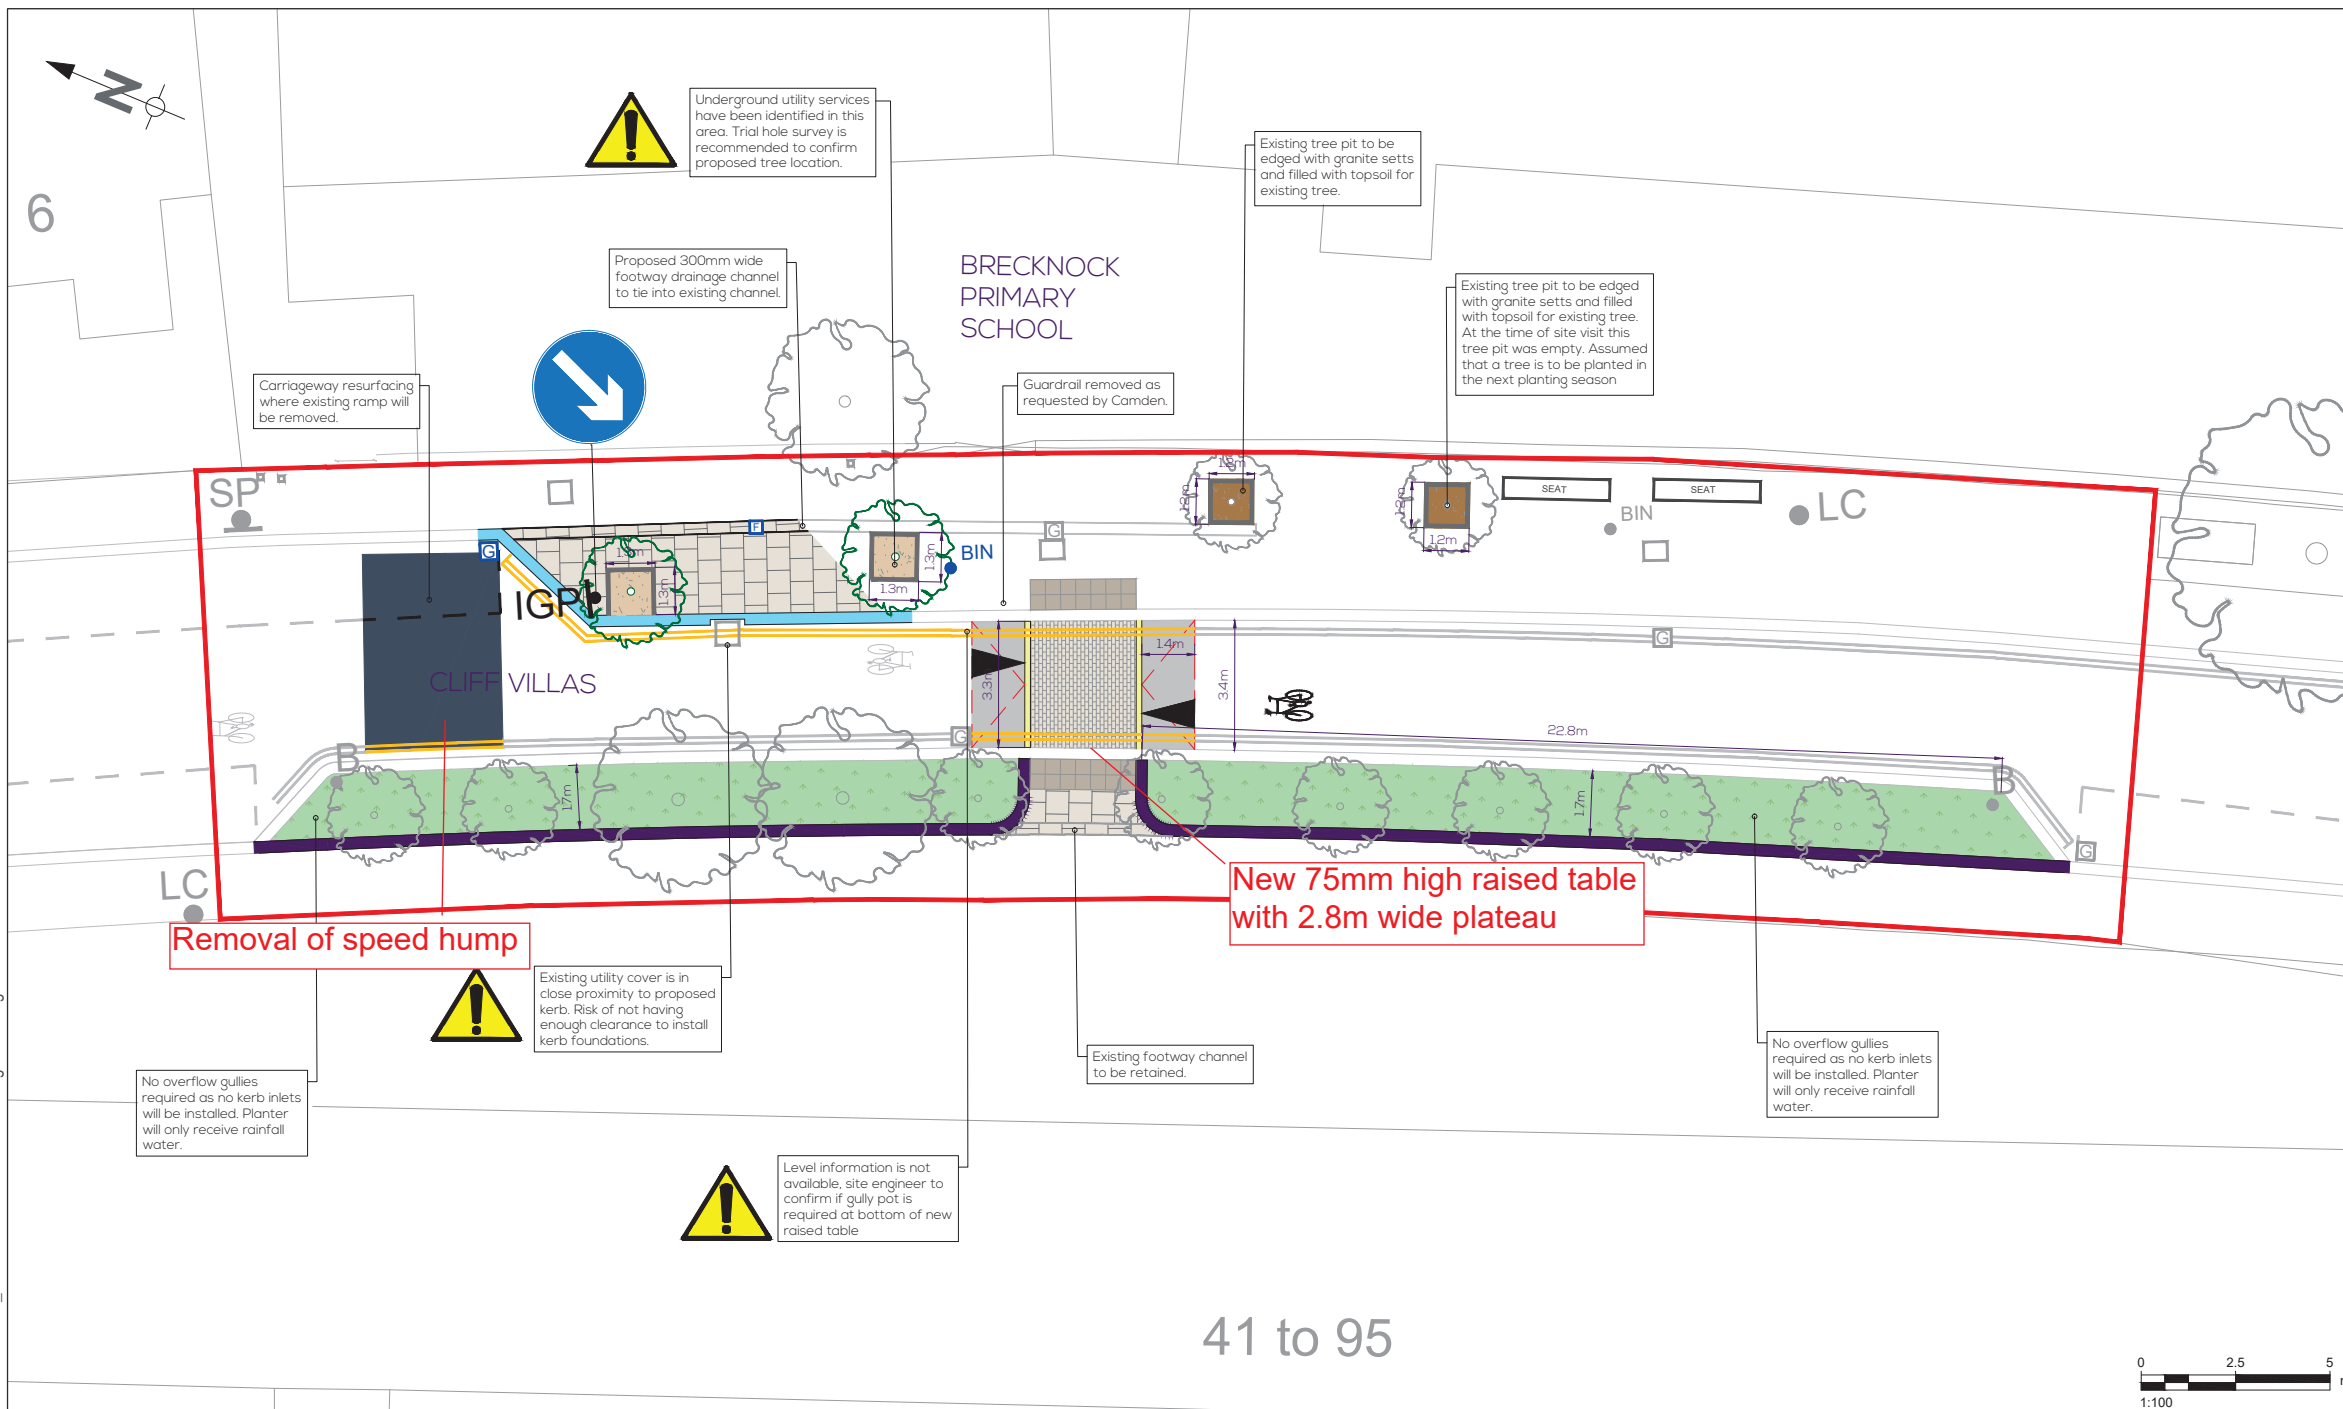 N
6
Underground utility services
have been identified in this
area. Trial hole survey is
recommended to confirm
proposed tree location.
Existing tree pit to be
edged with granite setts
and filled with topsoil for
existing tree.
Proposed 300mm wide
footway drainage channel
to tie into existing channel.
BRECKNOCK
PRIMARY
SCHOOL
Existing tree pit to be edged
with granite setts and filled
with topsoil for existing tree.
At the time of site visit this
tree pit was empty. Assumed
that a tree is to be planted in
the next planting season
Carriageway resurfacing
where existing ramp will
be removed.
Guardrail removed as
requested by Camden.
SP
1.2m
1.2m
1.2m
SEAT
SEAT
BIN
LC
F
G
G
BIN
1.3m
1.3m
1.3m
1.3m
1.2m
IGP
G
CLIFF VILLAS
3.3m
1.4m
3.4m
22.8m
G
B
B
1.7m
1.7m
G
LC
New 75mm high raised table
with 2.8m wide plateau
Removal of speed hump
Existing utility cover is in
close proximity to proposed
kerb. Risk of not having
enough clearance to install
kerb foundations.
Existing footway channel
to be retained.
No overflow gullies
required as no kerb inlets
will be installed. Planter
will only receive rainfall
water.
No overflow gullies
required as no kerb inlets
will be installed. Planter
will only receive rainfall
water.
Level information is not
available, site engineer to
confirm if gully pot is
required at bottom of new
raised table
41 to 95
0 2.5 5
1:100